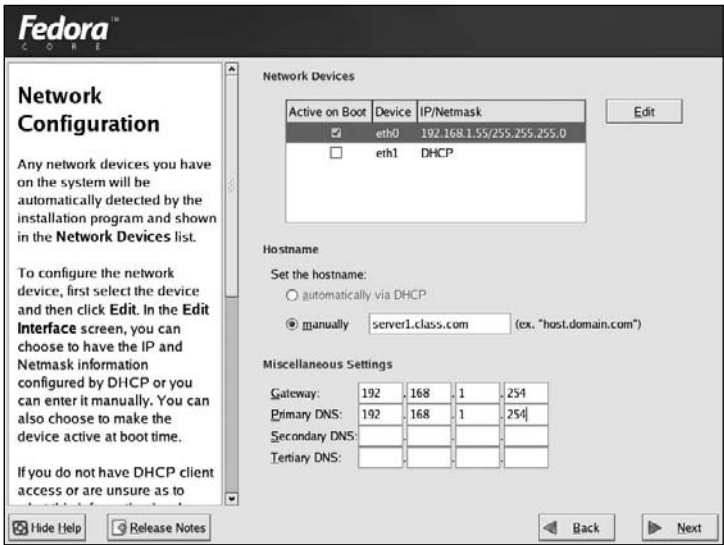 Fedora™
CORE
Network
Configuration
Any network devices you have
on the system will be
automatically detected by the
installation program and shown
in the Network Devices list.
To configure the network
device, first select the device
and then click Edit. In the Edit
Interface screen, you can
choose to have the IP and
Netmask information
configured by DHCP or you
can enter it manually. You can
also choose to make the
device active at boot time.
If you do not have DHCP client
access or are unsure as to
Network Devices
Active on Boot Device IP/Netmask
eth0 192.168.1.55/255.255.255.0
eth1 DHCP
Edit
Hostname
Set the hostname:
automatically via DHCP
manually server1.class.com (ex. "host.domain.com")
Miscellaneous Settings
Gateway: 192 . 168 . 1 . 254
Primary DNS: 192 . 168 . 1 . 254
Secondary DNS: . . .
Tertiary DNS: . . .
Hide Help
Release Notes
Back
Next